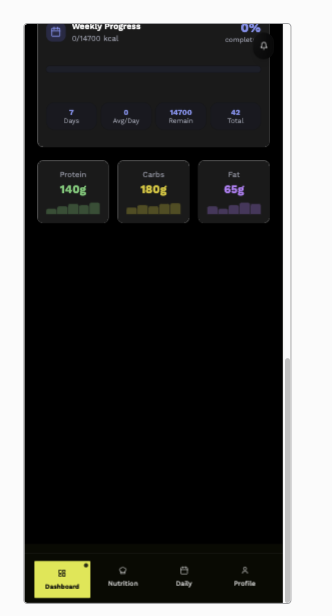 Weekly Progress
0%
0/14700 kcal
complet
7
0
14700
42
Days
Avg/Day
Remain
Total
Protein
Carbs
Fat
140g
180g
65g
Dashboard
Nutrition
Daily
Profile